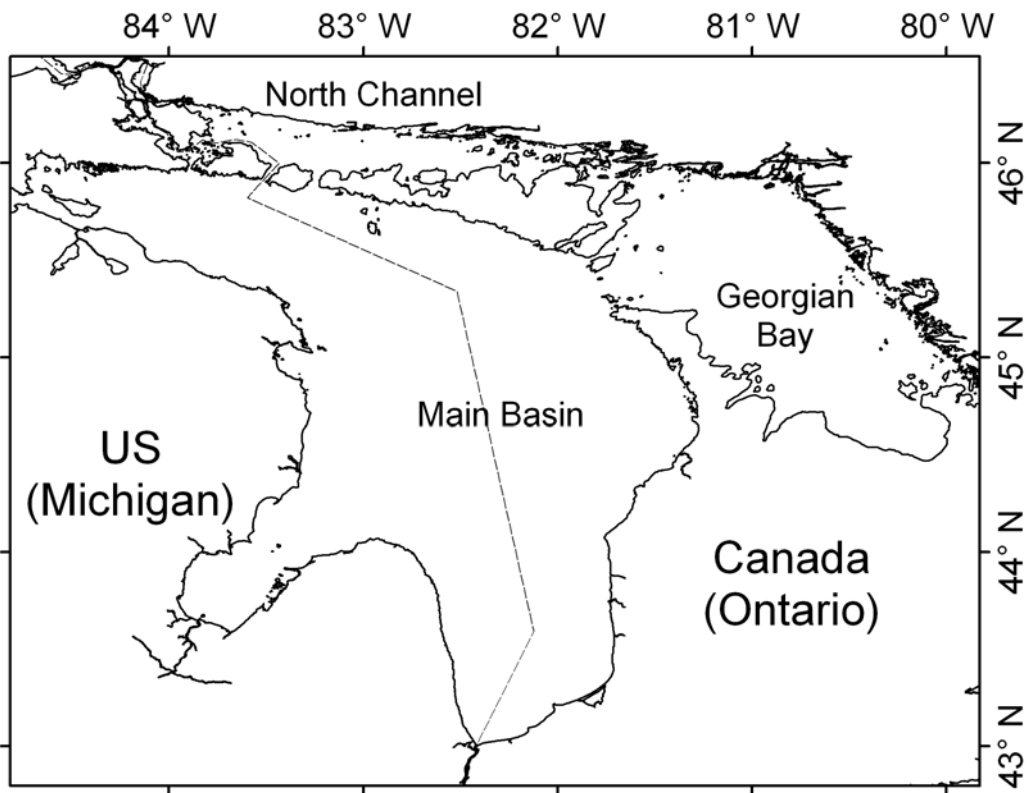 84° W 83° W 82° W 81° W 80° W
North Channel
46° N
Georgian
Bay
45° N
Main Basin
US
(Michigan)
44° N
Canada
(Ontario)
43° N